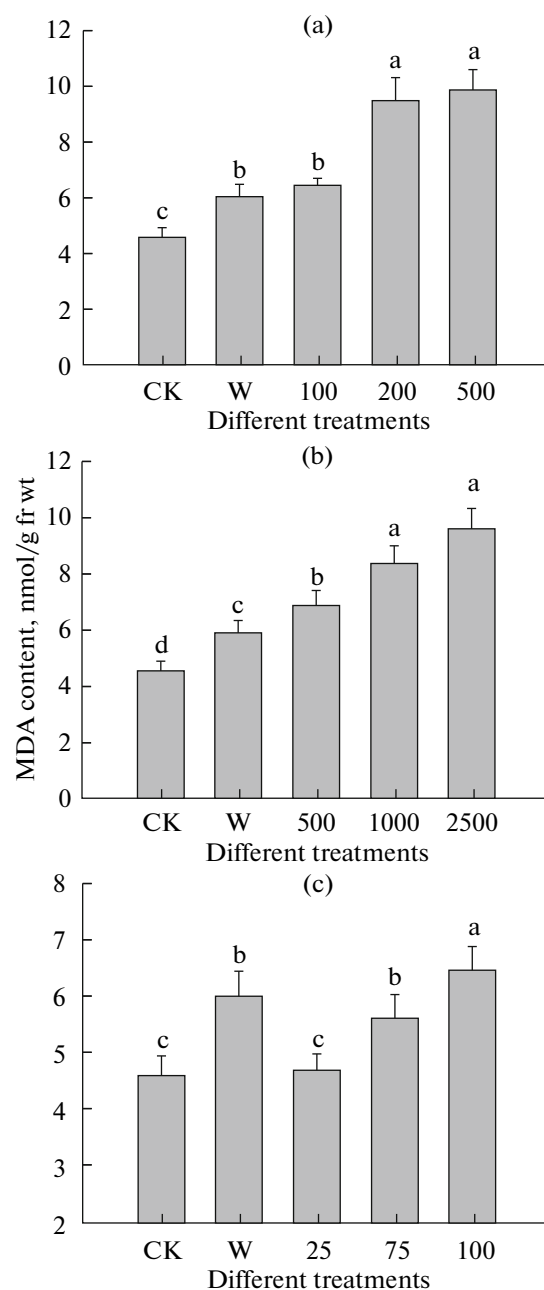 (a)
12
a
a
10
8
b
b
6
c
4
2
0
CK W 100 200 500
Different treatments
(b)
12
a
10
a
8
b
c
6
d
4
2
0
CK W 500 1000 2500
Different treatments
MDA content, nmol/g fr wt
(c)
8
7
a
b
b
6
c
c
5
4
3
2
CK W 25 75 100
Different treatments